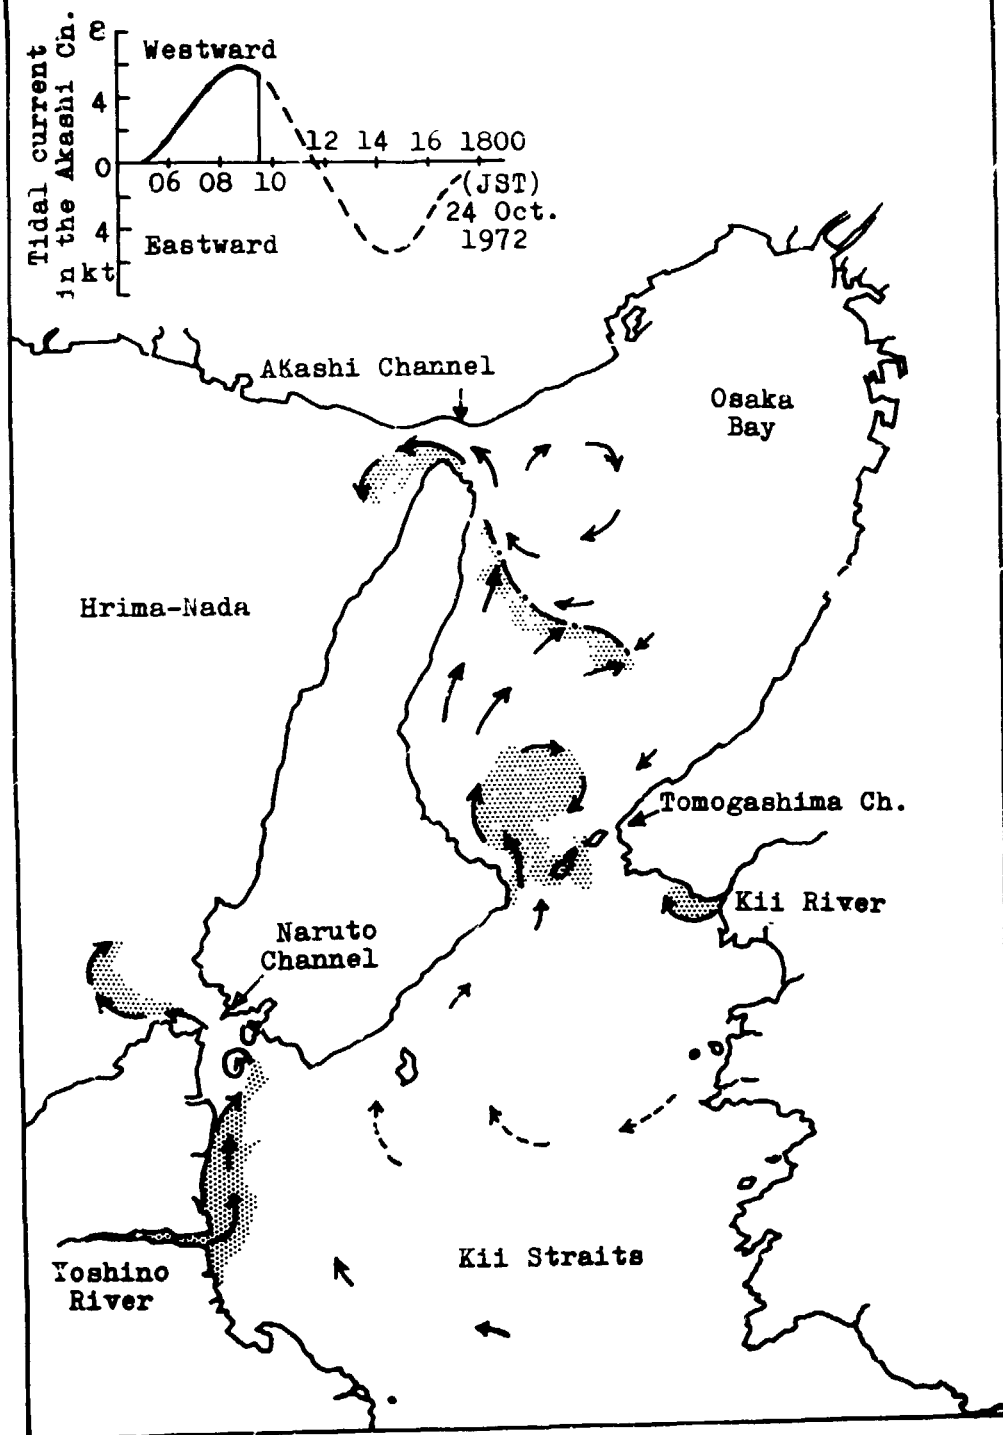 Tidal current
in the Akashi Ch.
8
Westward
4
12 14 16 1800
0
06 08 10
(JST)
24 Oct.
1972
4
Eastward
kt
AKashi Channel
Osaka
Bay
Hrima-Nada
Tomogashima Ch.
Kii River
Naruto
Channel
Kii Straits
Yoshino
River